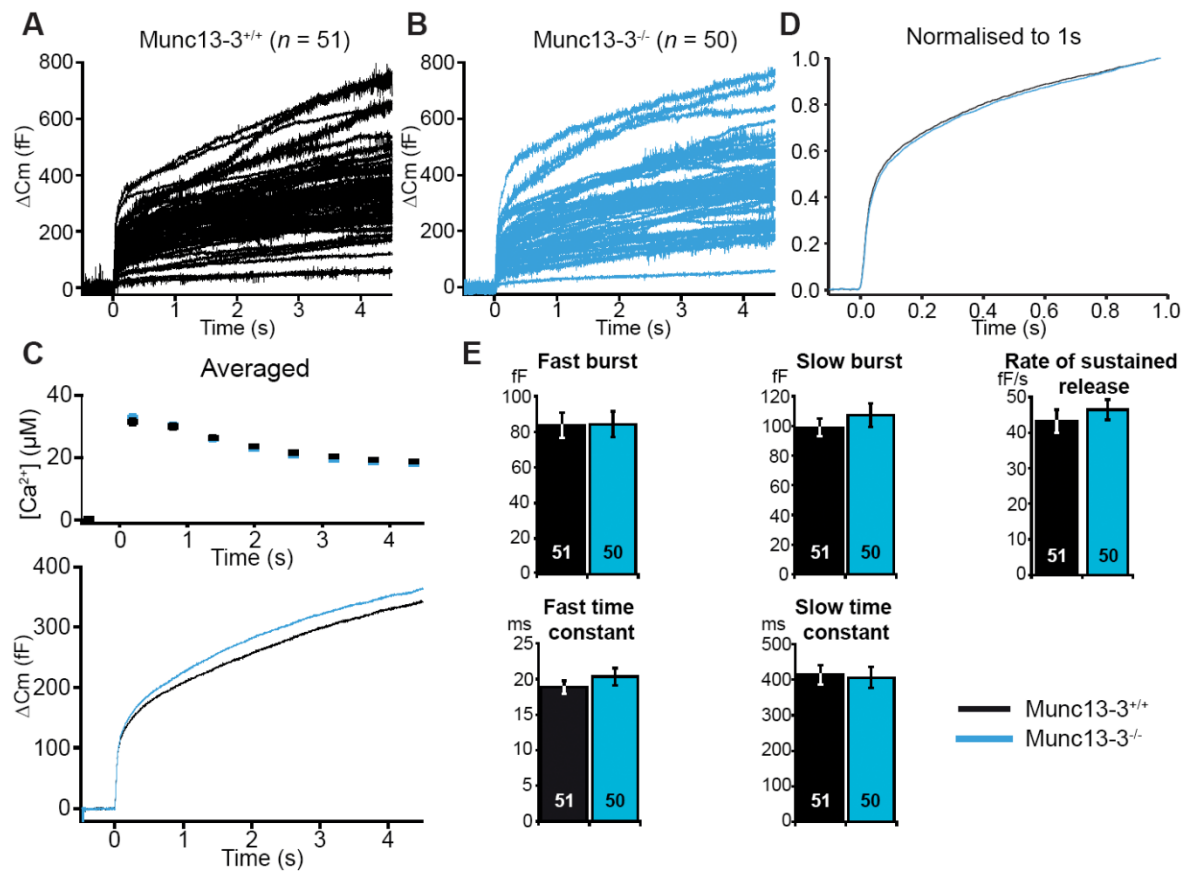 A
Munc13-3+/+ (n = 51)
800
600
400
200
0
ΔCm (fF)
0 1 2 3 4
Time (s)
B
Munc13-3-/- (n = 50)
800
600
400
200
0
ΔCm (fF)
0 1 2 3 4
Time (s)
D
Normalised to 1s
1.0
0.8
0.6
0.4
0.2
0.0
0.0 0.2 0.4 0.6 0.8 1.0
Time (s)
C
Averaged
40
20
0
[Ca2+] (µM)
0 1 2 3 4
Time (s)
400
300
200
100
0
ΔCm (fF)
0 1 2 3 4
Time (s)
E
Fast burst
fF
100
80
60
40
20
0
51 50
Slow burst
fF
120
100
80
60
40
20
0
51 50
Rate of sustained
release
fF/s
50
40
30
20
10
0
51 50
Fast time
constant
ms
25
20
15
10
5
0
51 50
Slow time
constant
ms
500
400
300
200
100
0
51 50
Munc13-3+/+
Munc13-3-/-